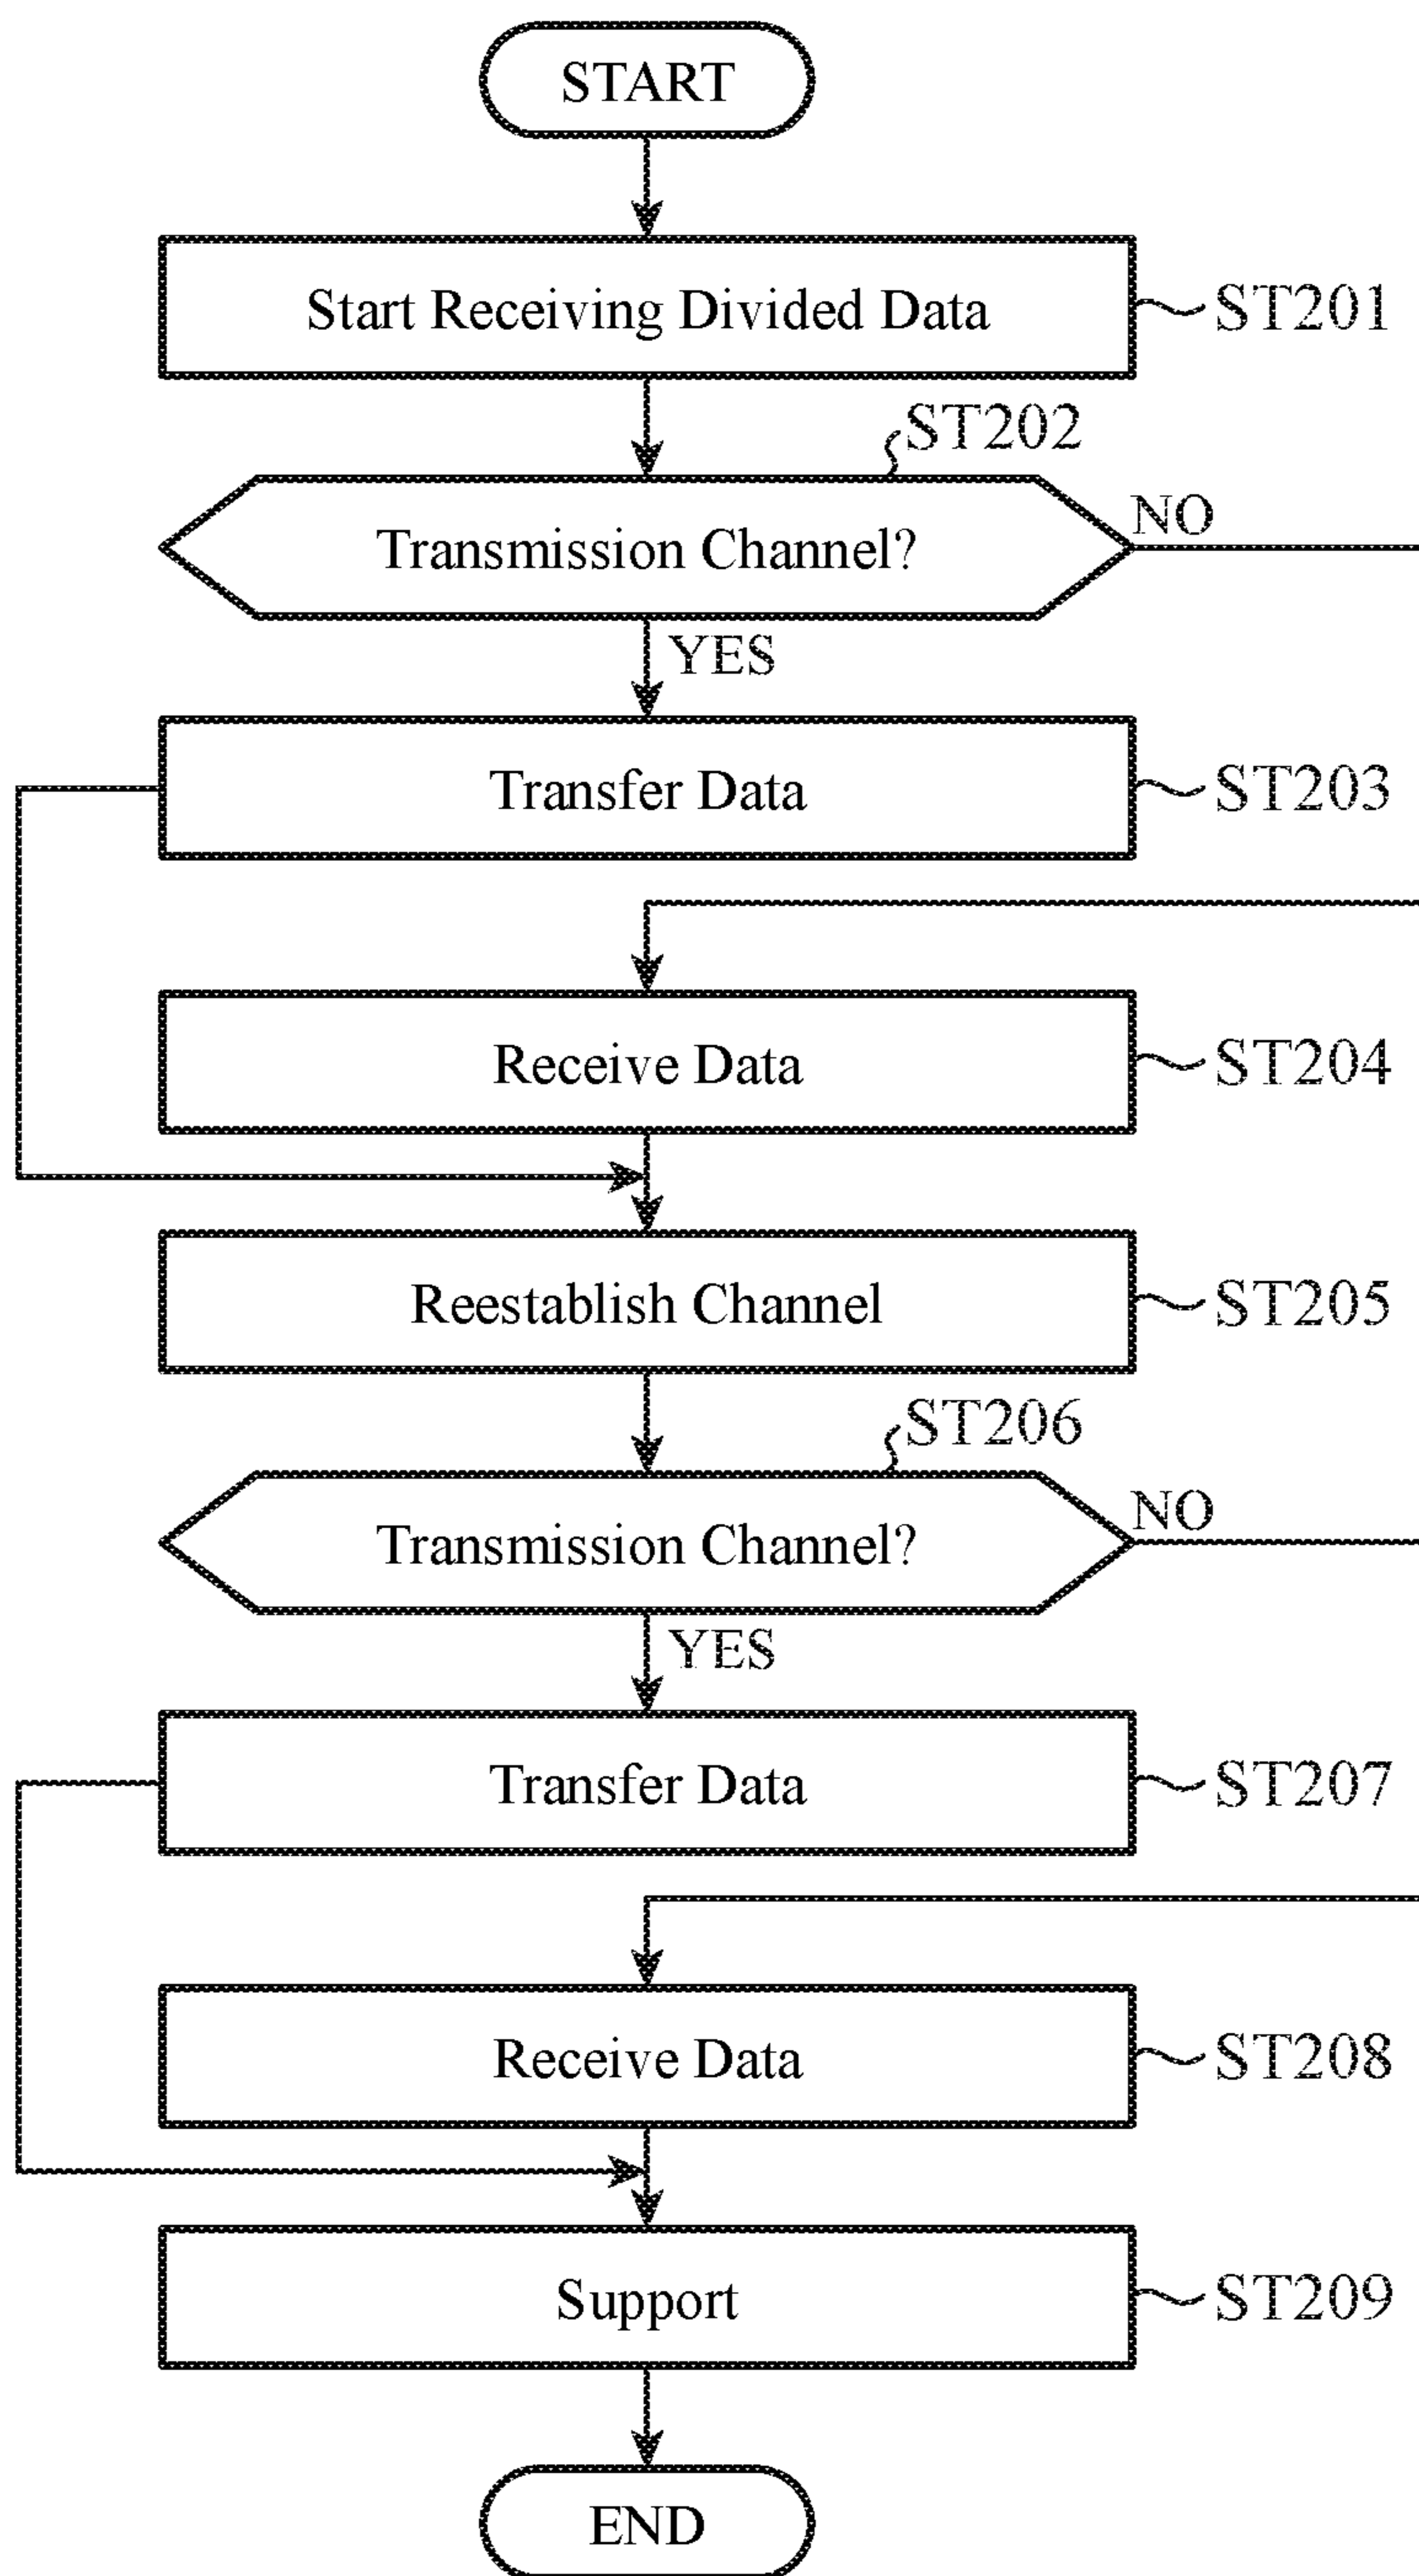 START
Start Receiving Divided Data
ST201
ST202
Transmission Channel?
NO
YES
Transfer Data
ST203
Receive Data
ST204
Reestablish Channel
ST205
ST206
Transmission Channel?
NO
YES
Transfer Data
ST207
Receive Data
ST208
Support
ST209
END